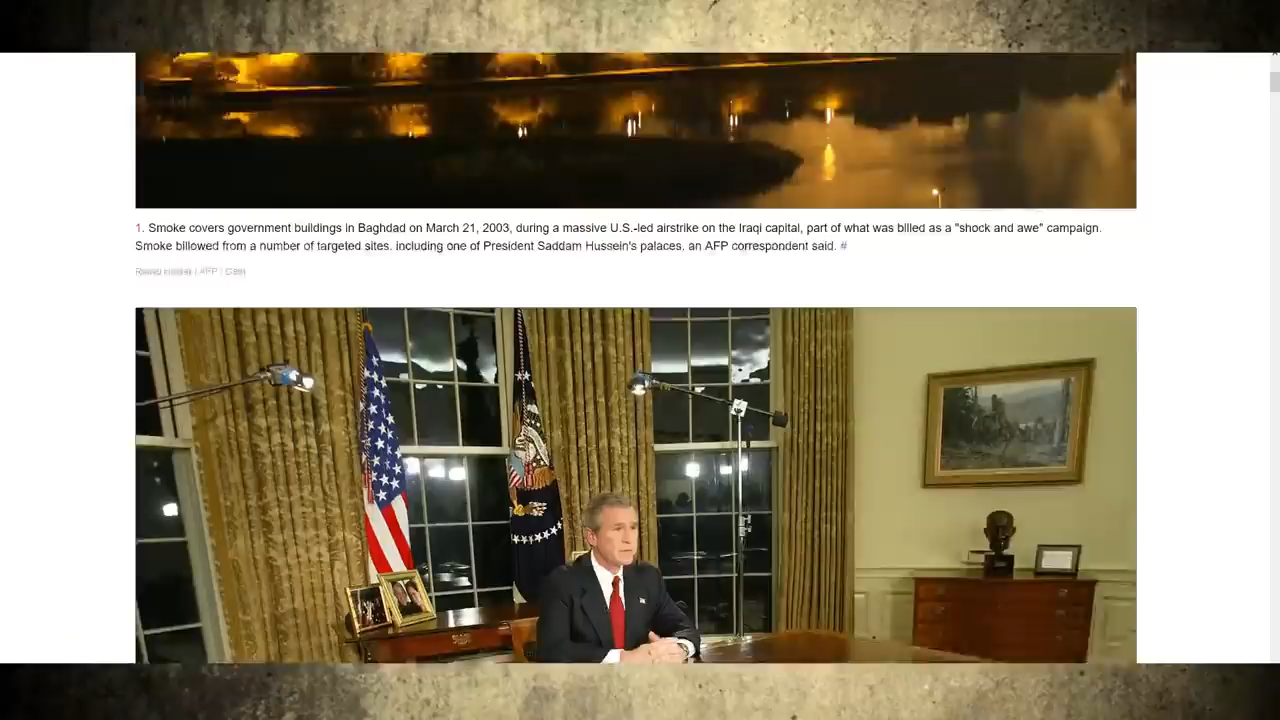 1. Smoke covers government buildings in Baghdad on March 21, 2003, during a massive U.S.-led airstrike on the Iraqi capital, part of what was billed as a "shock and awe" campaign.
Smoke billowed from a number of targeted sites, including one of President Saddam Hussein's palaces, an AFP correspondent said. #
/ AFP /